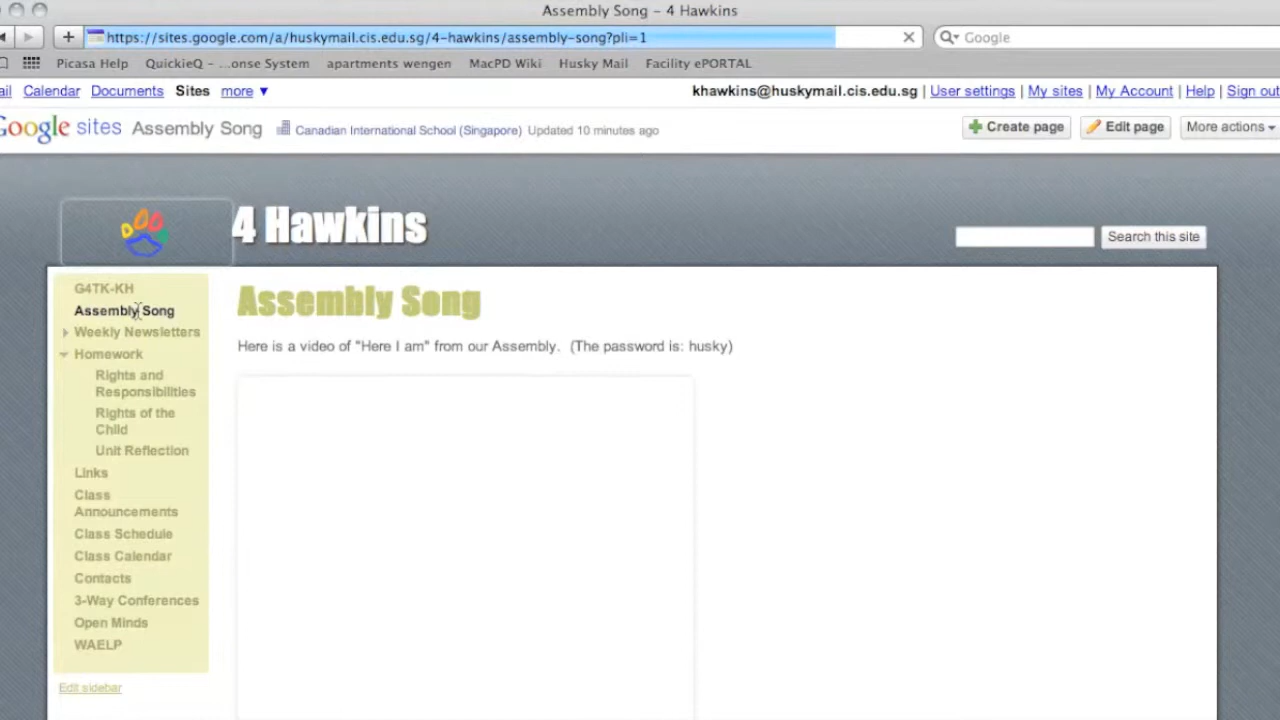 Assembly Song – 4 Hawkins
https://sites.google.com/a/huskymail.cis.edu.sg/4-hawkins/assembly-song?pli=1
Google
Picasa Help QuickieQ - ...onse System apartments wengen MacPD Wiki Husky Mail Facility ePORTAL
ail Calendar Documents Sites more ▼ khawkins@huskymail.cis.edu.sg | User settings | My sites | My Account | Help | Sign out
Google sites Assembly Song Canadian International School (Singapore) Updated 10 minutes ago Create page Edit page More actions
4 Hawkins
Search this site
G4TK-KH
Assembly Song
Weekly Newsletters
Homework
Rights and
Responsibilities
Rights of the
Child
Unit Reflection
Links
Class
Announcements
Class Schedule
Class Calendar
Contacts
3-Way Conferences
Open Minds
WAELP
Edit sidebar
Assembly Song
Here is a video of "Here I am" from our Assembly. (The password is: husky)